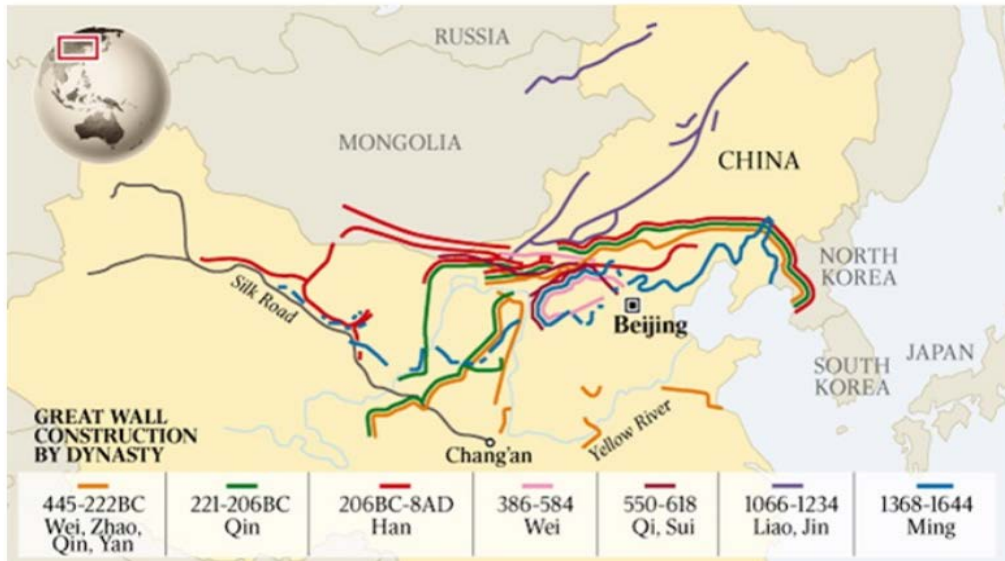 RUSSIA
MONGOLIA
CHINA
NORTH
KOREA
Silk Road
Beijing
SOUTH
KOREA
JAPAN
GREAT WALL
CONSTRUCTION
BY DYNASTY
Chang'an
Yellow River
445-222BC
Wei, Zhao,
Qin, Yan
221-206BC
Qin
206BC-8AD
Han
386-584
Wei
550-618
Qi, Sui
1066-1234
Liao, Jin
1368-1644
Ming